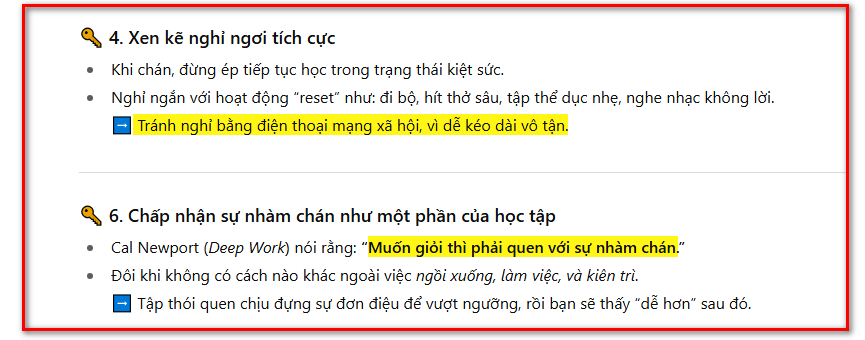 🔑 4. Xen kẽ nghỉ ngơi tích cực
• Khi chán, đừng ép tiếp tục học trong trạng thái kiệt sức.
• Nghỉ ngắn với hoạt động “reset” như: đi bộ, hít thở sâu, tập thể dục nhẹ, nghe nhạc không lời.
➡️ Tránh nghỉ bằng điện thoại mạng xã hội, vì dễ kéo dài vô tận.
🔑 6. Chấp nhận sự nhàm chán như một phần của học tập
• Cal Newport (Deep Work) nói rằng: “Muốn giỏi thì phải quen với sự nhàm chán.”
• Đôi khi không có cách nào khác ngoài việc ngồi xuống, làm việc, và kiên trì.
➡️ Tập thói quen chịu đựng sự đơn điệu để vượt ngưỡng, rồi bạn sẽ thấy “dễ hơn” sau đó.